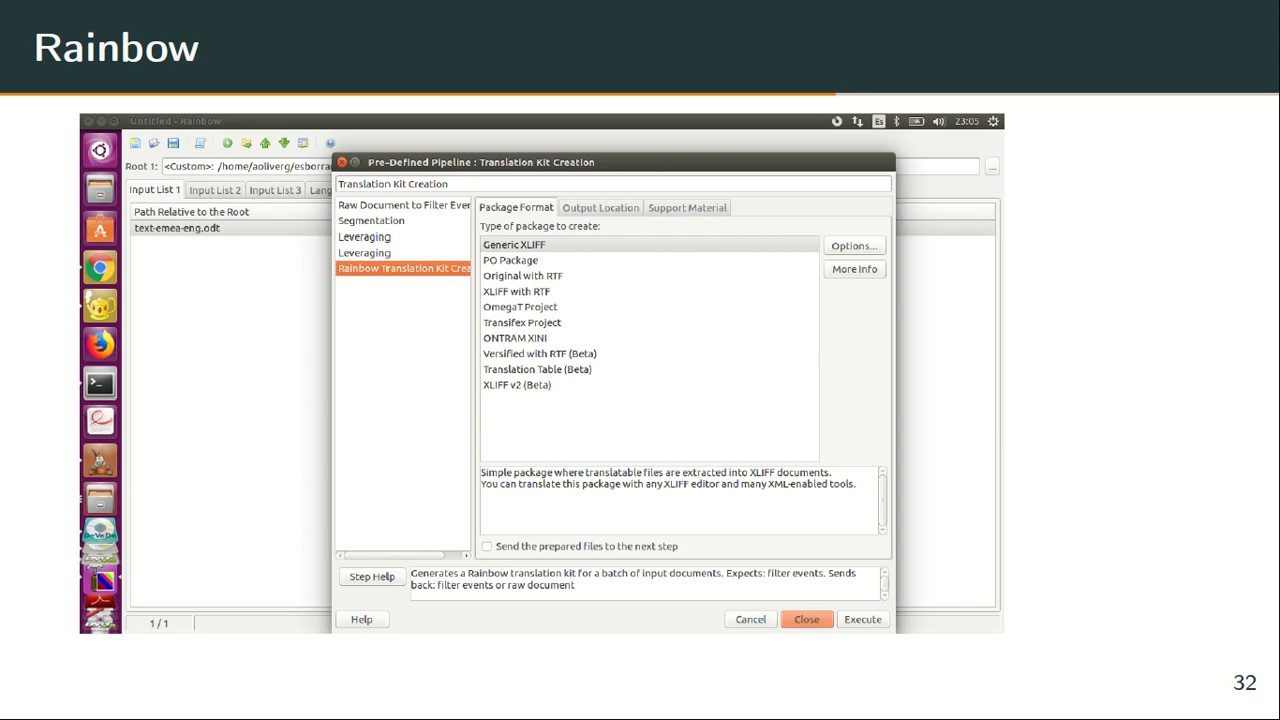 Rainbow
Untitled - Rainbow
Es
23:05
Root 1: <Custom>: /home/aoliverg/esborra
...
Pre-Defined Pipeline : Translation Kit Creation
Translation Kit Creation
Input List 1 Input List 2 Input List 3 Lang
Path Relative to the Root
text-emea-eng.odt
Raw Document to Filter Ever
Segmentation
Leveraging
Leveraging
Rainbow Translation Kit Crea
Package Format Output Location Support Material
Type of package to create:
Generic XLIFF
PO Package
Original with RTF
XLIFF with RTF
OmegaT Project
Transifex Project
ONTRAM XINI
Versified with RTF (Beta)
Translation Table (Beta)
XLIFF v2 (Beta)
Options...
More Info
Simple package where translatable files are extracted into XLIFF documents.
You can translate this package with any XLIFF editor and many XML-enabled tools.
Send the prepared files to the next step
Step Help
Generates a Rainbow translation kit for a batch of input documents. Expects: filter events. Sends
back: filter events or raw document
Help
Cancel Close Execute
1/1
32